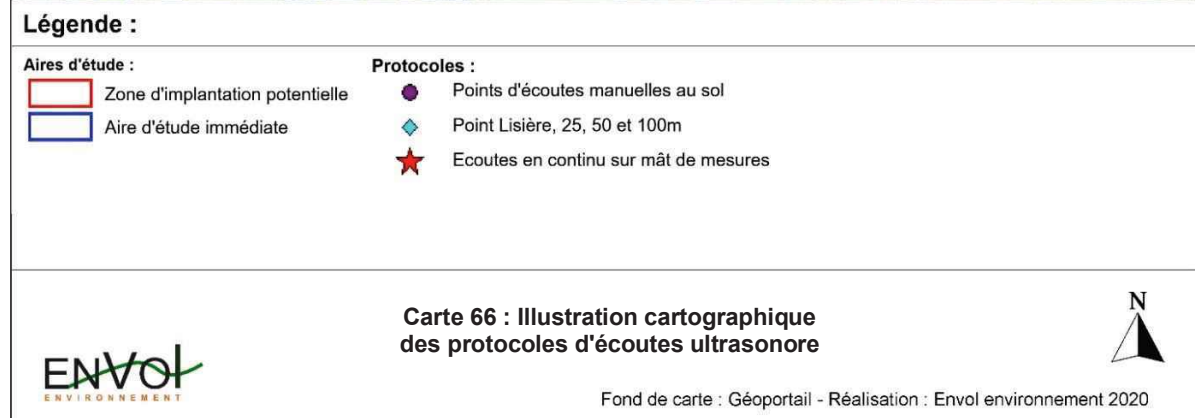 Légende :
Aires d'étude :
Zone d'implantation potentielle
Aire d'étude immédiate
Protocoles :
Points d'écoutes manuelles au sol
Point Lisière, 25, 50 et 100m
Ecoutes en continu sur mât de mesures
Carte 66 : Illustration cartographique
des protocoles d'écoutes ultrasonore
N
ENVOL
ENVIRONNEMENT
Fond de carte : Géoportail - Réalisation : Envol environnement 2020